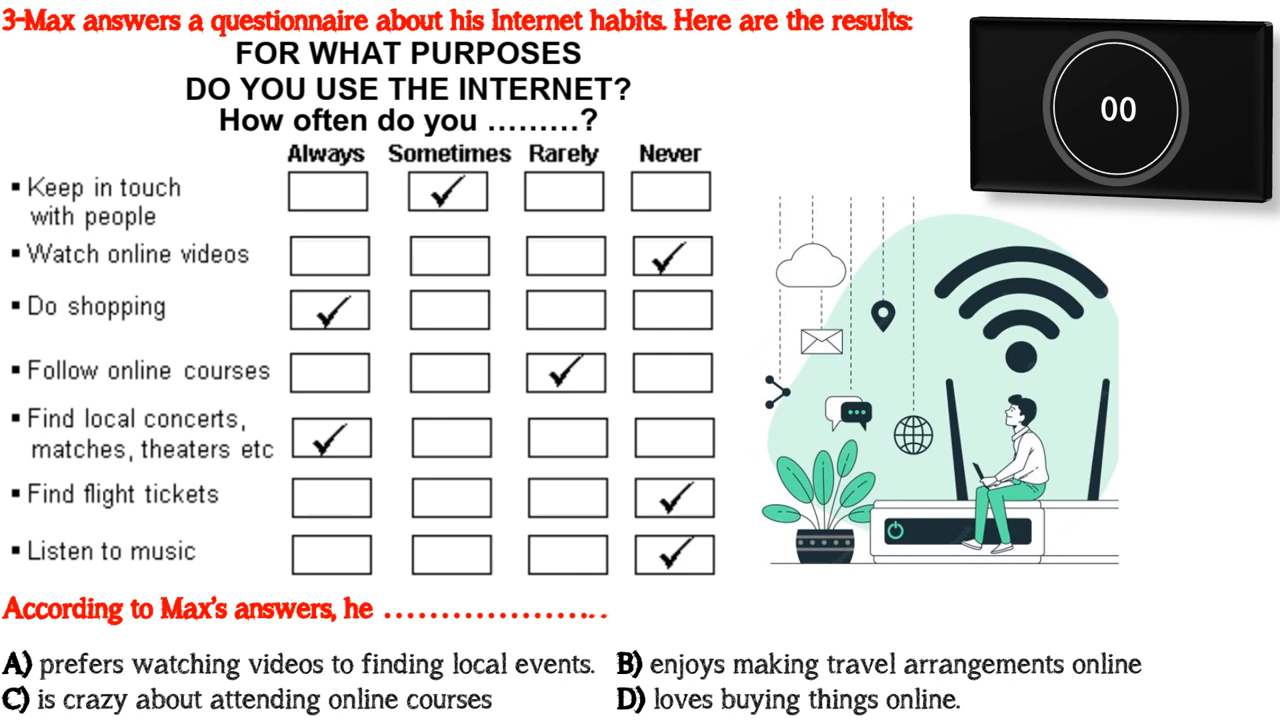 3-Max answers a questionnaire about his Internet habits. Here are the results:
FOR WHAT PURPOSES
DO YOU USE THE INTERNET?
How often do you .........?
00
Always Sometimes Rarely Never
▪ Keep in touch
with people
▪ Watch online videos
▪ Do shopping
▪ Follow online courses
▪ Find local concerts,
matches, theaters etc
▪ Find flight tickets
▪ Listen to music
According to Max's answers, he .....................
A) prefers watching videos to finding local events. B) enjoys making travel arrangements online
C) is crazy about attending online courses D) loves buying things online.